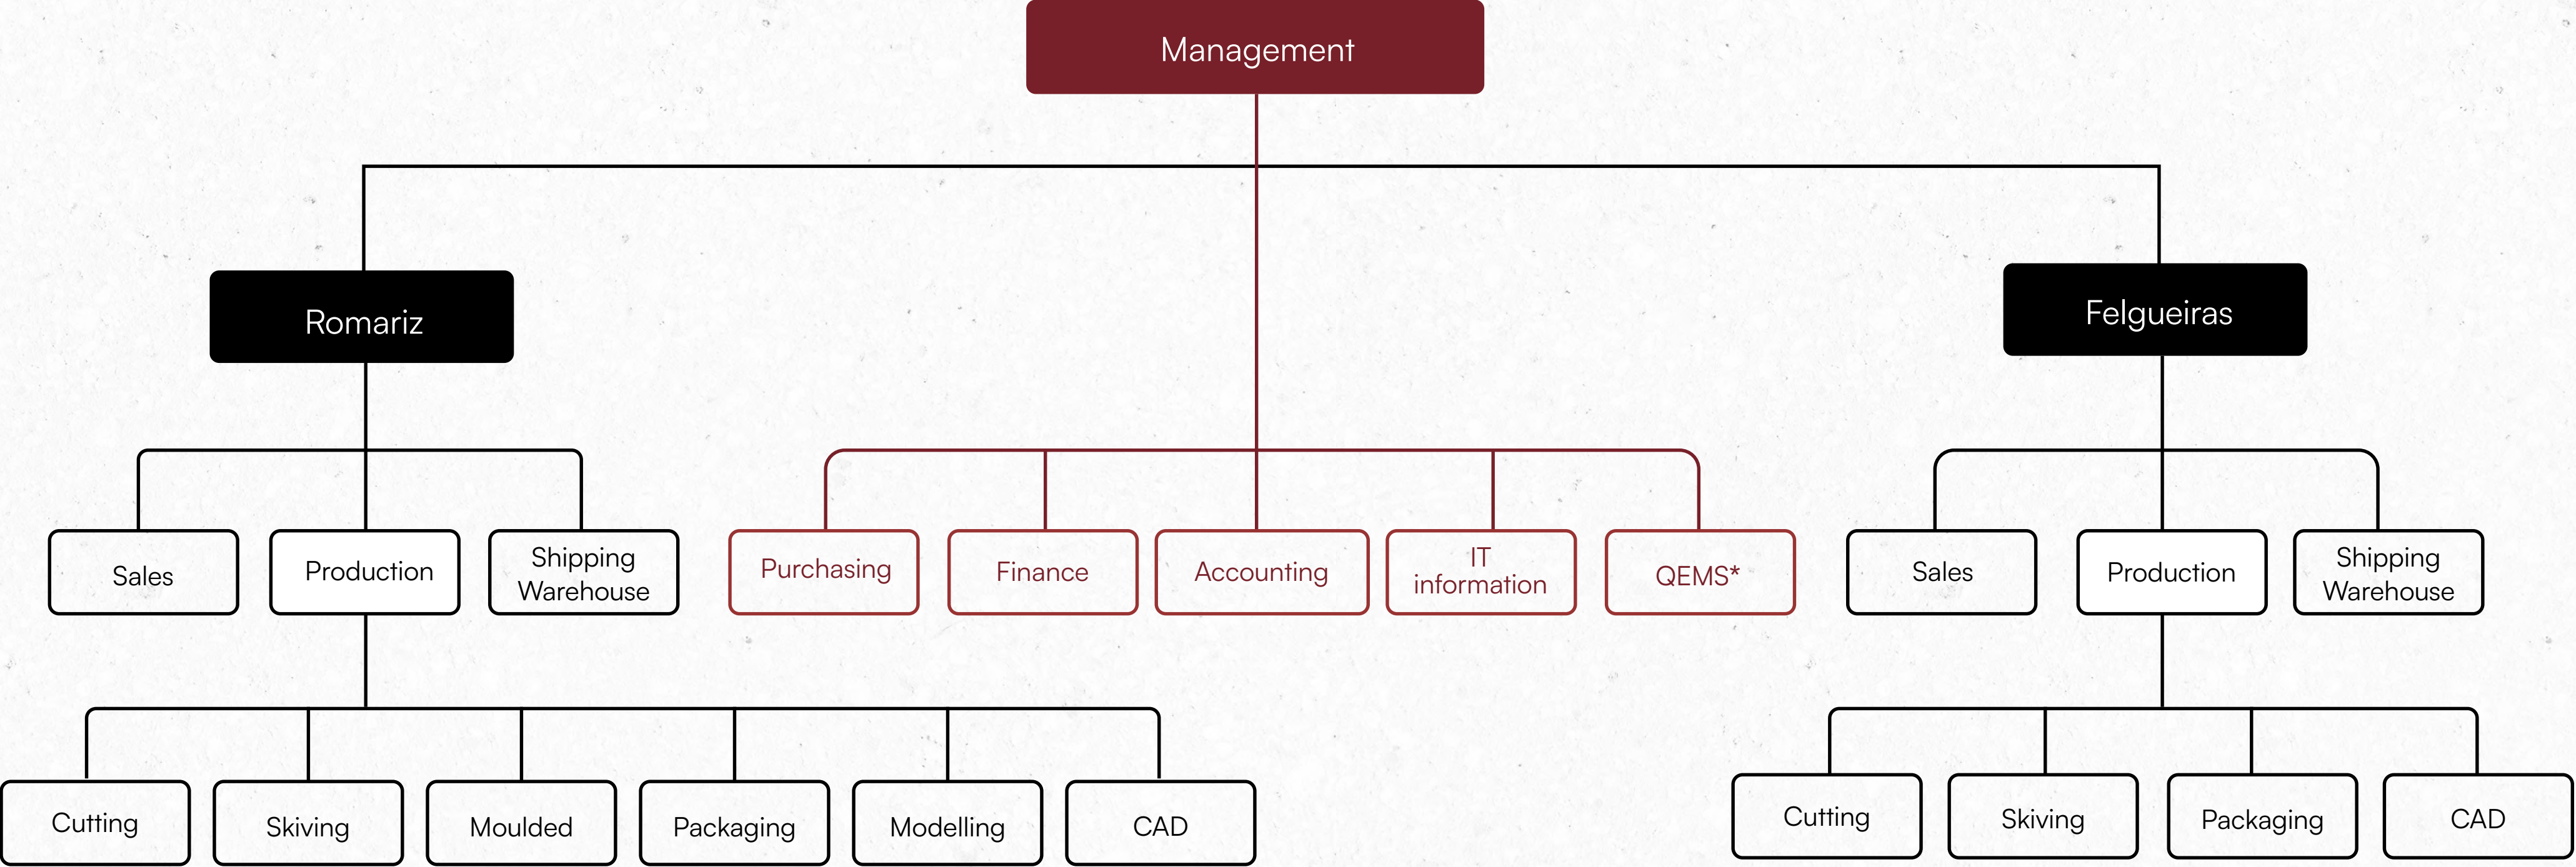 Management
Romariz
Felgueiras
Sales
Production
Shipping
Warehouse
Purchasing
Finance
Accounting
IT
information
QEMS*
Sales
Production
Shipping
Warehouse
Cutting
Skiving
Moulded
Packaging
Modelling
CAD
Cutting
Skiving
Packaging
CAD